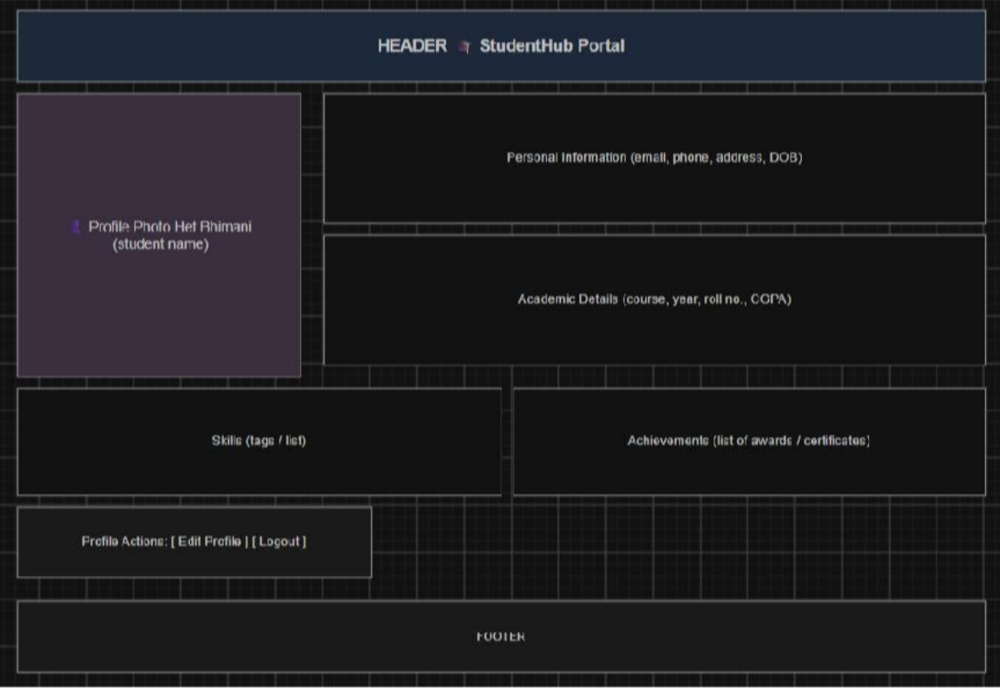 HEADER 🎓 StudentHub Portal
Personal Information (email, phone, address, DOB)
👤 Profile Photo Het Bhimani
(student name)
Academic Details (course, year, roll no., CGPA)
Skills (tags / list)
Achievements (list of awards / certificates)
Profile Actions: [ Edit Profile ] [ Logout ]
FOOTER